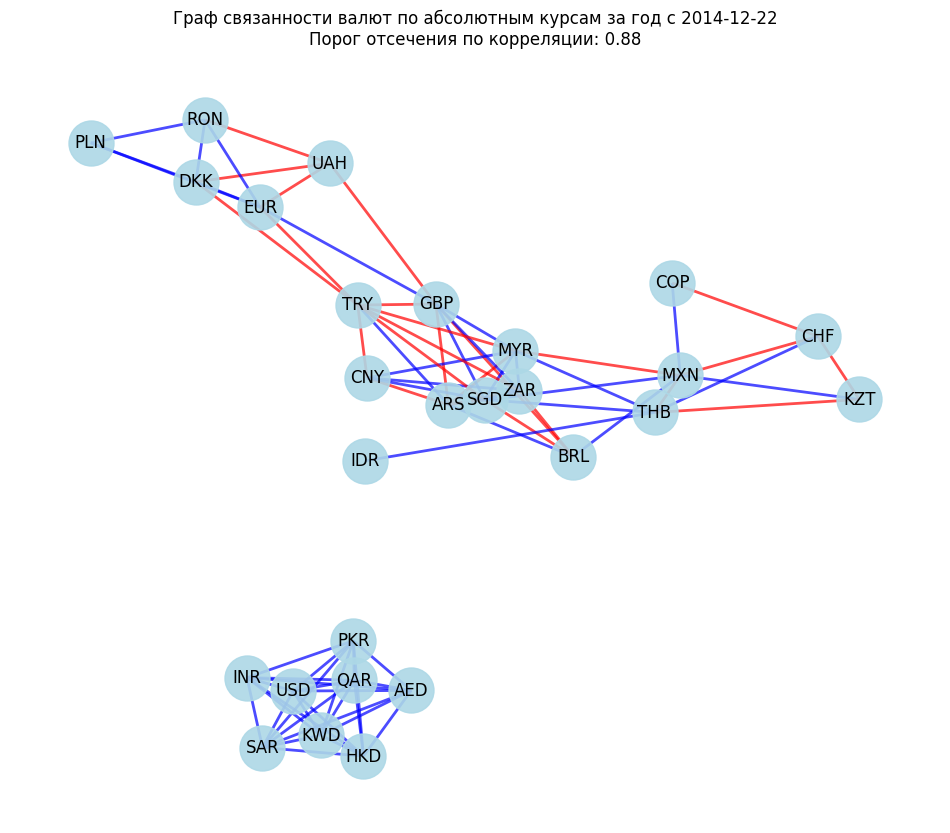 Граф связанности валют по абсолютным курсам за год с 2014-12-22
Порог отсечения по корреляции: 0.88
RON
PLN
UAH
DKK
EUR
COP
TRY
GBP
CHF
MYR
CNY
MXN
ZAR
KZT
SGD
ARS
THB
BRL
IDR
PKR
INR
QAR
USD
AED
KWD
SAR
HKD